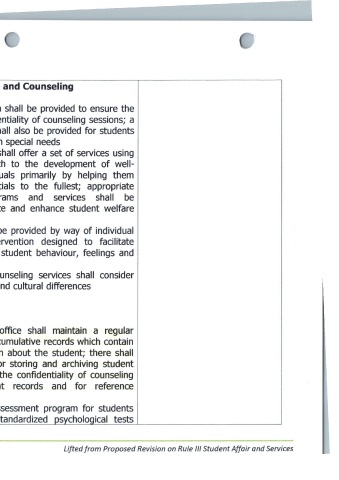 and Counseling
shall be provided to ensure the
entiality of counseling sessions; a
hall also be provided for students
special needs
shall offer a set of services using
to the development of well-
uals primarily by helping them
tials to the fullest; appropriate
rams and services shall be
te and enhance student welfare
be provided by way of individual
ervention designed to facilitate
student behaviour, feelings and
unseling services shall consider
nd cultural differences
office shall maintain a regular
cumulative records which contain
about the student; there shall
or storing and archiving student
the confidentiality of counseling
records and for reference
ssessment program for students
tandardized psychological tests
Lifted from Proposed Revision on Rule III Student Affair and Services